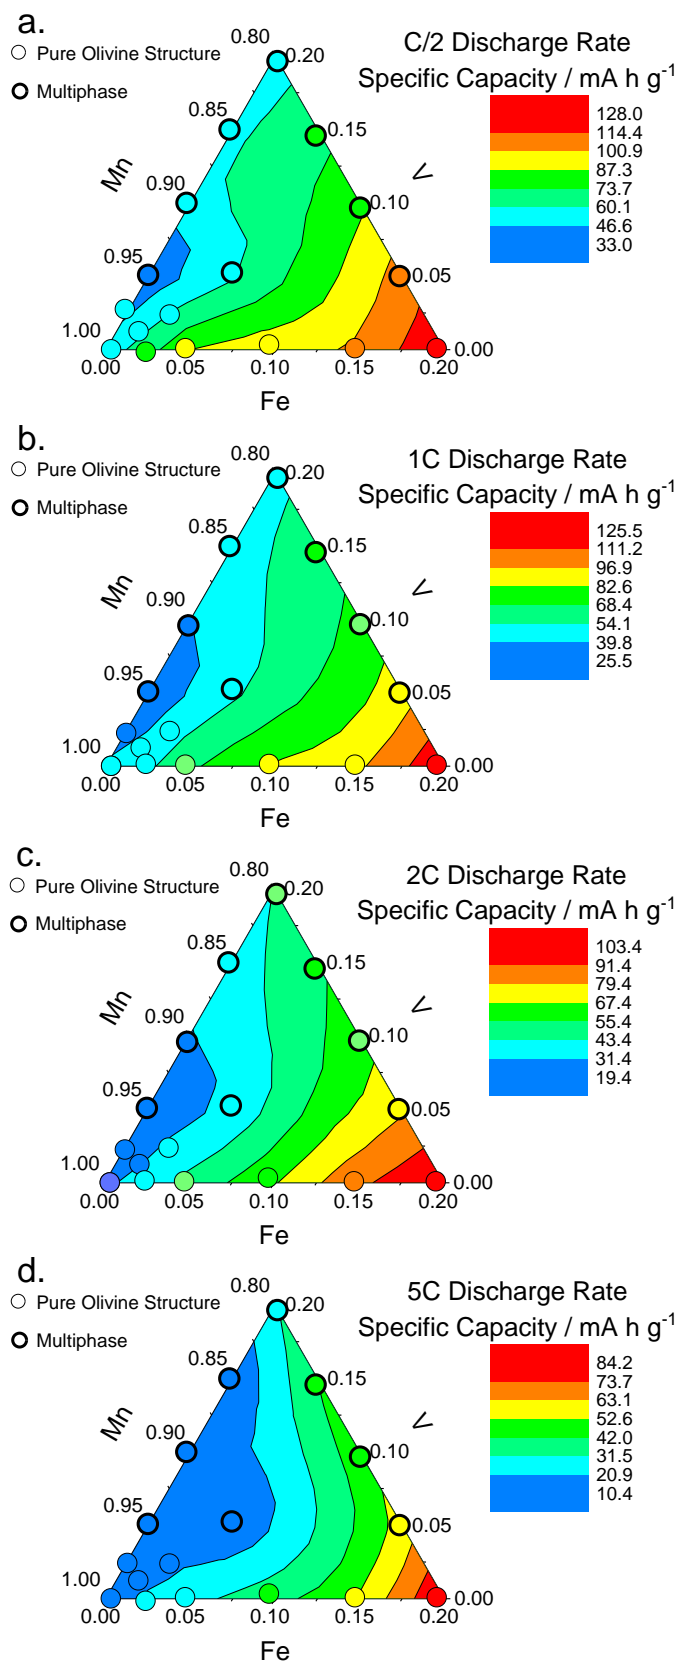 a.
Pure Olivine Structure
Multiphase
C/2 Discharge Rate
Specific Capacity / mA h g-1
128.0
114.4
100.9
87.3
73.7
60.1
46.6
33.0
0.80
0.20
0.85
0.15
Mn
V
0.90
0.10
0.95
0.05
1.00
0.00
0.00
0.05
0.10
0.15
0.20
Fe
b.
Pure Olivine Structure
Multiphase
1C Discharge Rate
Specific Capacity / mA h g-1
125.5
111.2
96.9
82.6
68.4
54.1
39.8
25.5
0.80
0.20
0.85
0.15
Mn
V
0.90
0.10
0.95
0.05
1.00
0.00
0.00
0.05
0.10
0.15
0.20
Fe
c.
Pure Olivine Structure
Multiphase
2C Discharge Rate
Specific Capacity / mA h g-1
103.4
91.4
79.4
67.4
55.4
43.4
31.4
19.4
0.80
0.20
0.85
0.15
Mn
V
0.90
0.10
0.95
0.05
1.00
0.00
0.00
0.05
0.10
0.15
0.20
Fe
d.
Pure Olivine Structure
Multiphase
5C Discharge Rate
Specific Capacity / mA h g-1
84.2
73.7
63.1
52.6
42.0
31.5
20.9
10.4
0.80
0.20
0.85
0.15
Mn
V
0.90
0.10
0.95
0.05
1.00
0.00
0.00
0.05
0.10
0.15
0.20
Fe